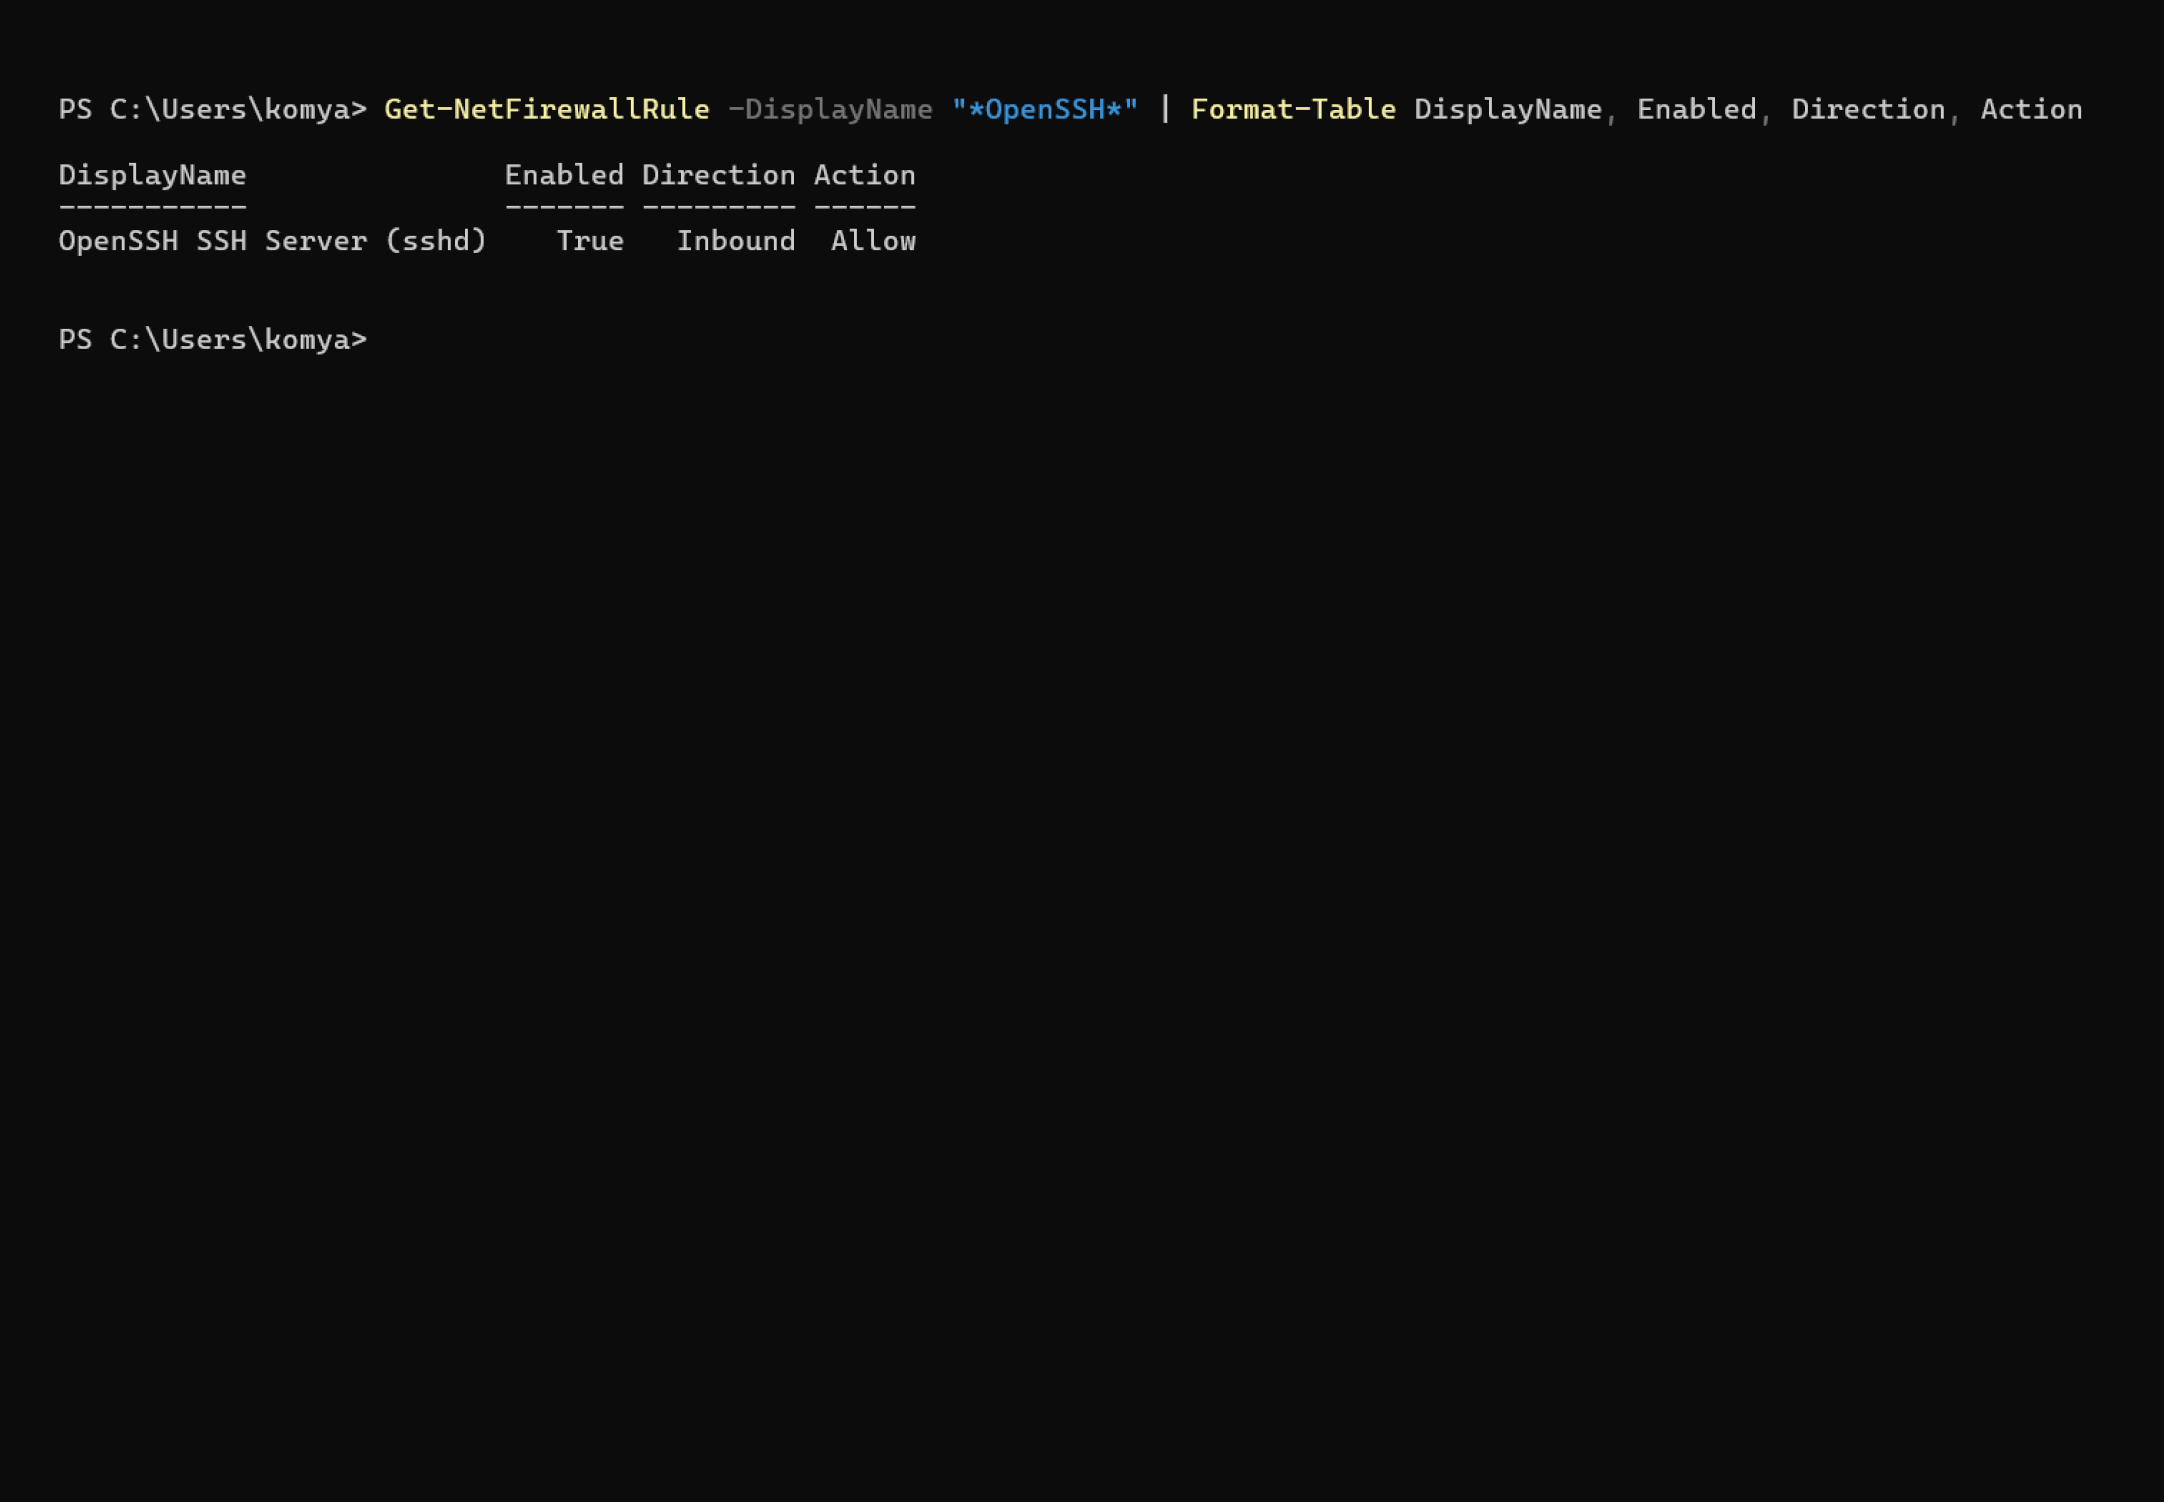 PS C:\Users\komya> Get-NetFirewallRule -DisplayName "*OpenSSH*" | Format-Table DisplayName, Enabled, Direction, Action
DisplayName               Enabled Direction Action
-----------               ------- --------- ------
OpenSSH SSH Server (sshd)    True   Inbound  Allow
PS C:\Users\komya>